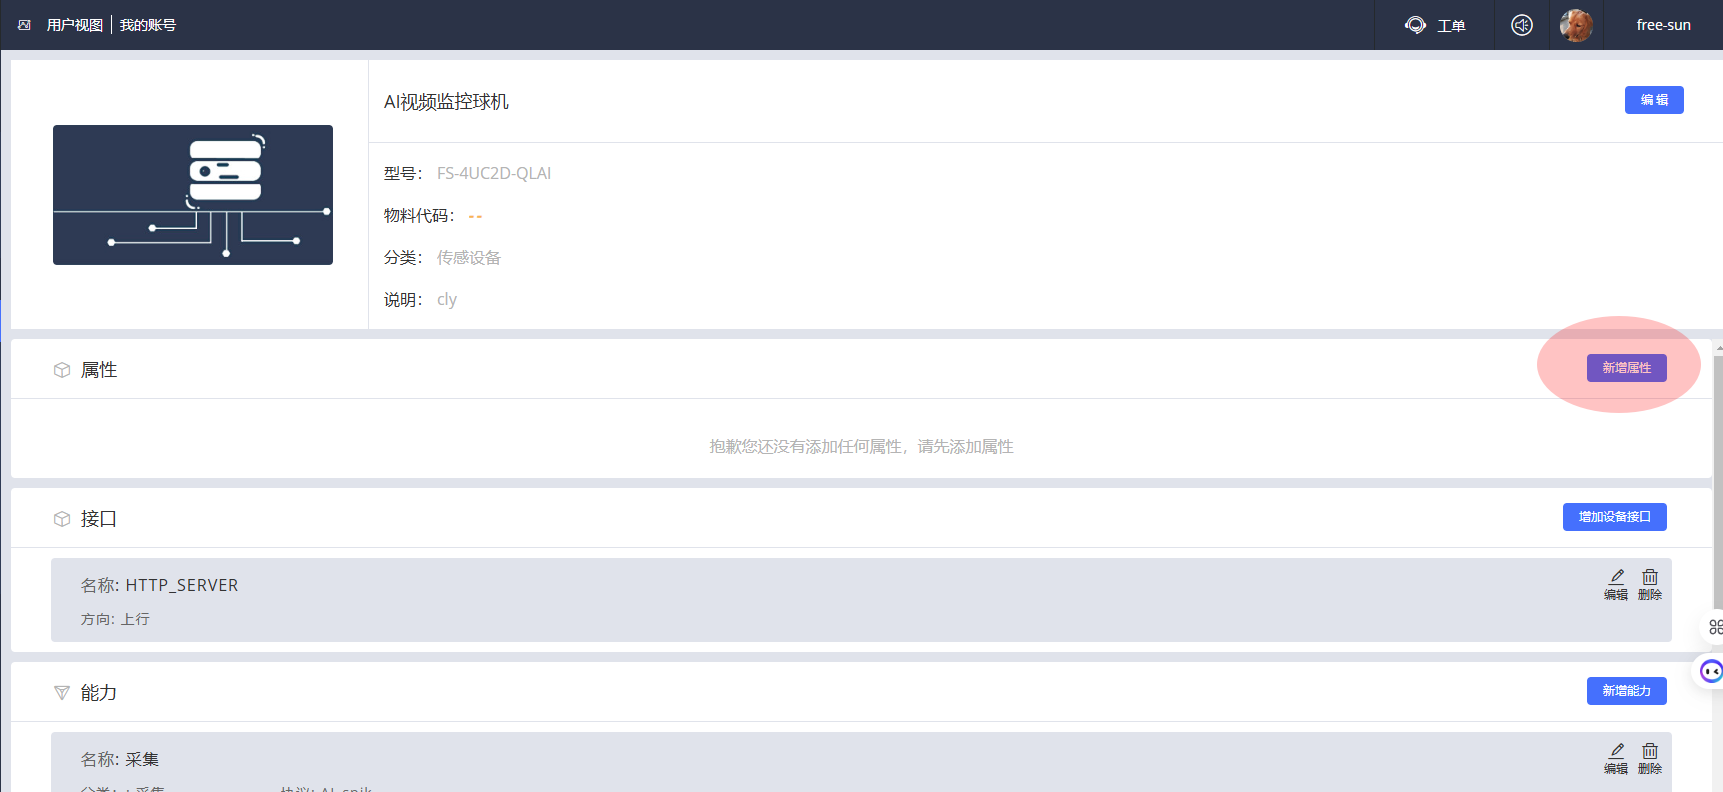 用户视图 我的账号 工单 free-sun
AI视频监控球机 编 辑
型号： FS-4UC2D-QLAI
物料代码： --
分类： 传感设备
说明： cly
属性 新增属性
抱歉您还没有添加任何属性，请先添加属性
接口 增加设备接口
名称: HTTP_SERVER
编辑 删除
方向: 上行
能力 新增能力
名称: 采集
编辑 删除